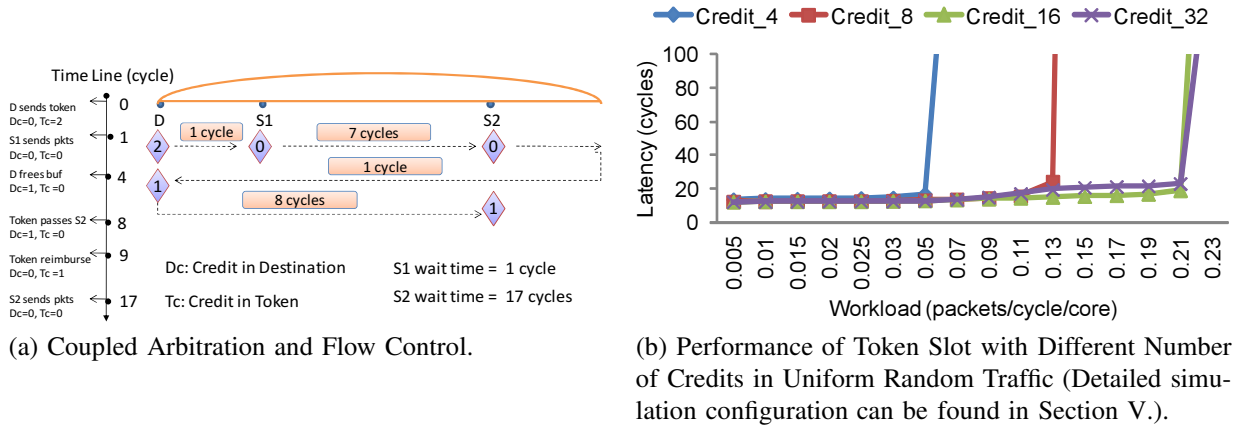 Time Line (cycle)
D sends token
Dc=0, Tc=2
0
S1 sends pkts
Dc=0, Tc=0
1
D frees buf
Dc=1, Tc =0
4
Token passes S2
Dc=1, Tc =0
8
Token reimburse
Dc=0, Tc =1
9
S2 sends pkts
Dc=0, Tc=0
17
D
S1
S2
1 cycle
7 cycles
2
0
0
1 cycle
1
8 cycles
1
Dc: Credit in Destination
Tc: Credit in Token
S1 wait time = 1 cycle
S2 wait time = 17 cycles
(a) Coupled Arbitration and Flow Control.
Credit_4 Credit_8 Credit_16 Credit_32
Latency (cycles)
100
80
60
40
20
0
0.005 0.01 0.015 0.02 0.025 0.03 0.05 0.07 0.09 0.11 0.13 0.15 0.17 0.19 0.21 0.23
Workload (packets/cycle/core)
(b) Performance of Token Slot with Different Number
of Credits in Uniform Random Traffic (Detailed simu-
lation configuration can be found in Section V.).